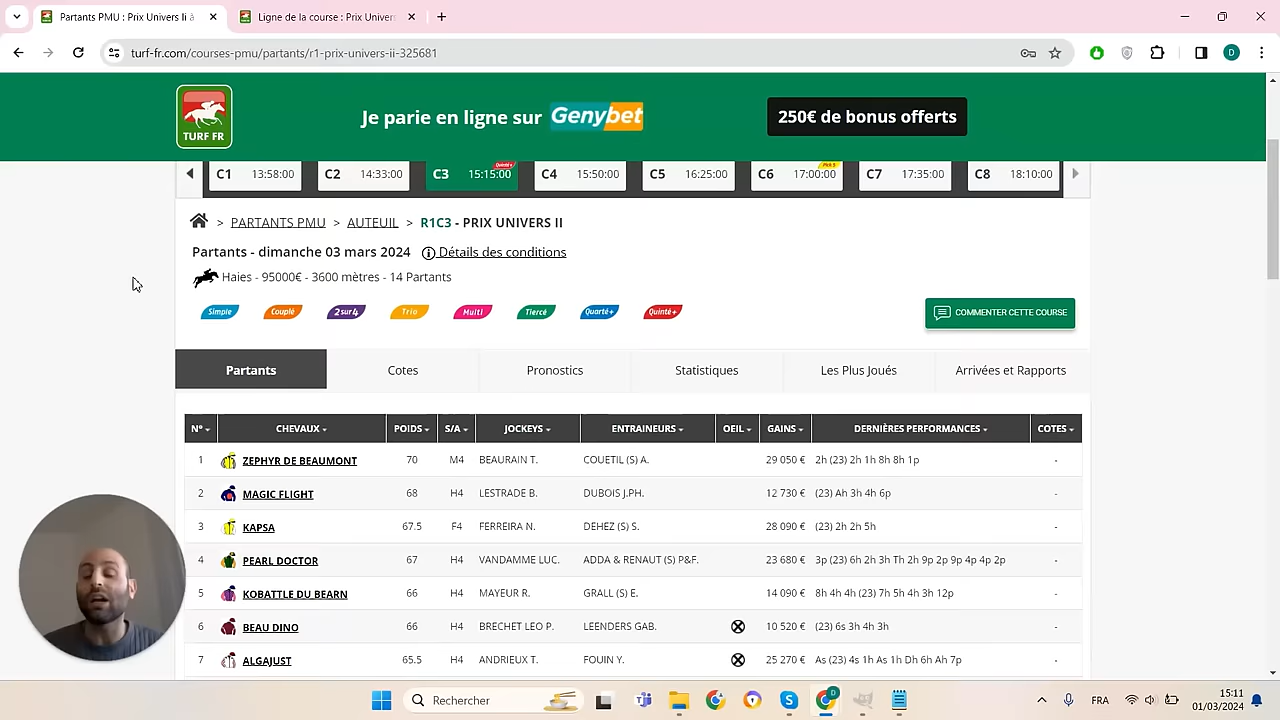 Partants PMU : Prix Univers Ii à
Ligne de la course : Prix Univer
turf-fr.com/courses-pmu/partants/r1-prix-univers-ii-325681
D
TURF FR
Je parie en ligne sur Genybet
250€ de bonus offerts
C1 13:58:00
C2 14:33:00
C3 15:15:00 Quinté+
C4 15:50:00
C5 16:25:00
C6 17:00:00 Pick 5
C7 17:35:00
C8 18:10:00
> PARTANTS PMU > AUTEUIL > R1C3 - PRIX UNIVERS II
Partants - dimanche 03 mars 2024 Détails des conditions
Haies - 95000€ - 3600 mètres - 14 Partants
Simple Couplé 2sur4 Trio Multi Tiercé Quarté+ Quinté+
COMMENTER CETTE COURSE
Partants Cotes Pronostics Statistiques Les Plus Joués Arrivées et Rapports
N° CHEVAUX POIDS S/A JOCKEYS ENTRAINEURS OEIL GAINS DERNIÈRES PERFORMANCES COTES
1 ZEPHYR DE BEAUMONT 70 M4 BEAURAIN T. COUETIL (S) A. 29 050 € 2h (23) 2h 1h 8h 8h 1p -
2 MAGIC FLIGHT 68 H4 LESTRADE B. DUBOIS J.PH. 12 730 € (23) Ah 3h 4h 6p -
3 KAPSA 67.5 F4 FERREIRA N. DEHEZ (S) S. 28 090 € (23) 2h 2h 5h -
4 PEARL DOCTOR 67 H4 VANDAMME LUC. ADDA & RENAUT (S) P&F. 23 680 € 3p (23) 6h 2h 3h Th 2h 9p 2p 9p 4p 4p 2p -
5 KOBATTLE DU BEARN 66 H4 MAYEUR R. GRALL (S) E. 14 090 € 8h 4h 4h (23) 7h 5h 4h 3h 12p -
6 BEAU DINO 66 H4 BRECHET LEO P. LEENDERS GAB. 10 520 € (23) 6s 3h 4h 3h -
7 ALGAJUST 65.5 H4 ANDRIEUX T. FOUIN Y. 25 270 € As (23) 4s 1h As 1h Dh 6h Ah 7p -
Rechercher
D
FRA
15:11
01/03/2024